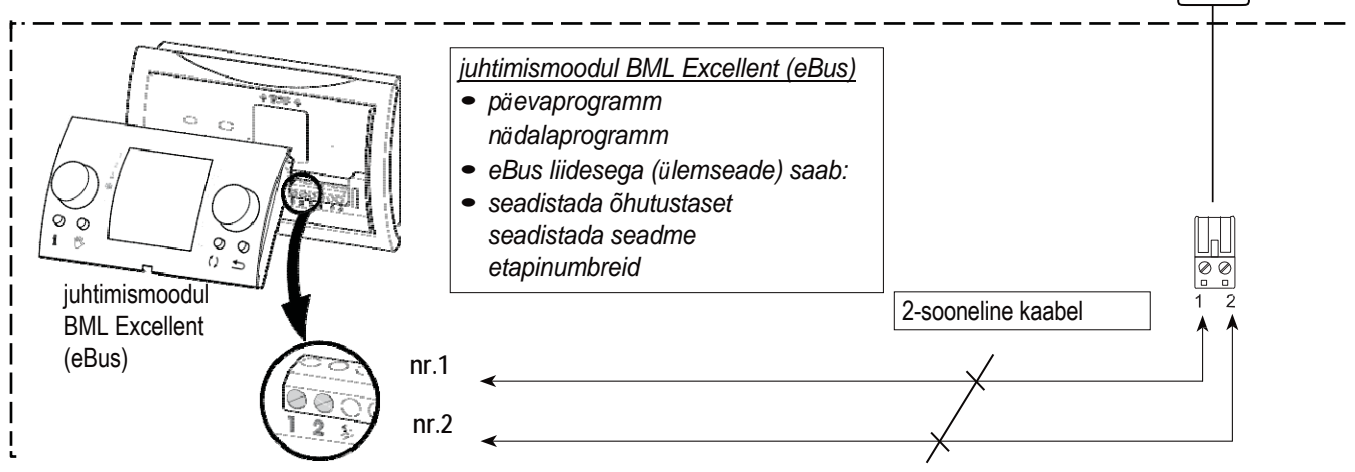 juhtimismoodul BML Excellent (eBus)
• päevaprogramm
nädalaprogramm
• eBus liidesega (ülemseade) saab:
• seadistada õhutustaset
seadistada seadme
etapinumbreid
juhtimismoodul
BML Excellent
(eBus)
2-sooneline kaabel
1 2
nr.1
nr.2
1 2